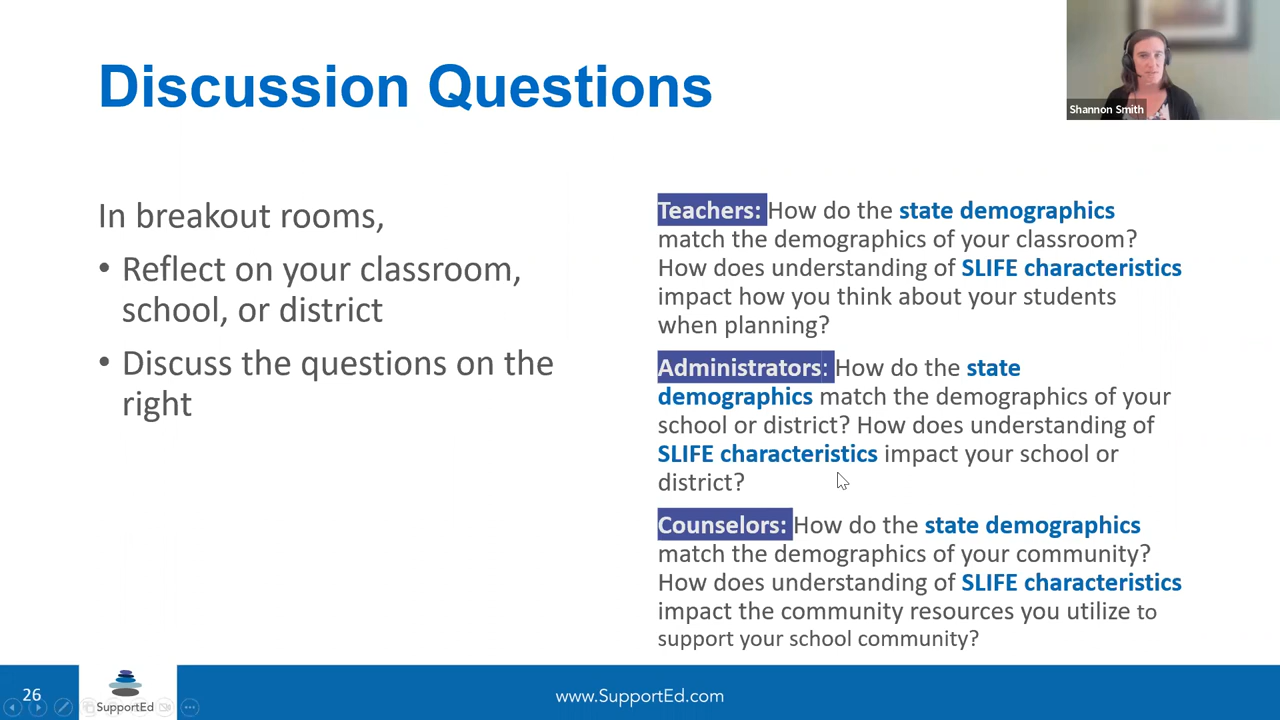 Discussion Questions
Shannon Smith
In breakout rooms,
• Reflect on your classroom,
school, or district
• Discuss the questions on the
right
Teachers: How do the state demographics
match the demographics of your classroom?
How does understanding of SLIFE characteristics
impact how you think about your students
when planning?
Administrators: How do the state
demographics match the demographics of your
school or district? How does understanding of
SLIFE characteristics impact your school or
district?
Counselors: How do the state demographics
match the demographics of your community?
How does understanding of SLIFE characteristics
impact the community resources you utilize to
support your school community?
26
SupportEd
www.SupportEd.com